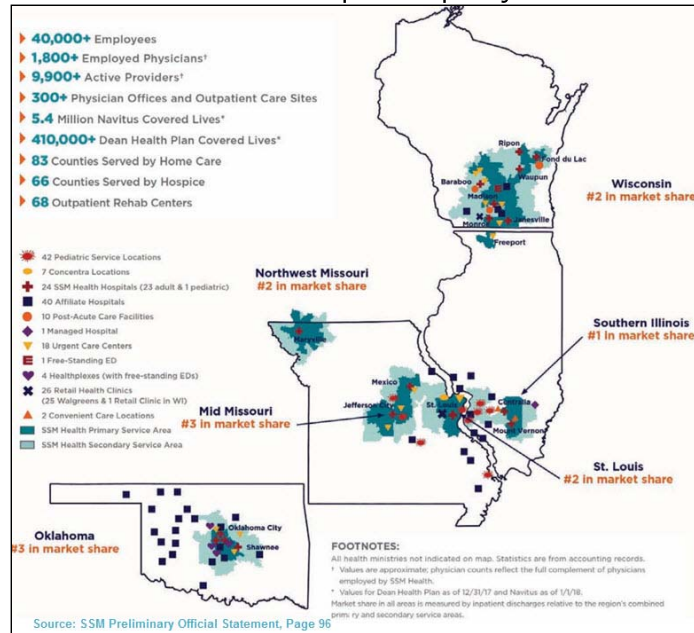 40,000+ Employees
1,800+ Employed Physicians†
9,900+ Active Providers†
300+ Physician Offices and Outpatient Care Sites
5.4 Million Navitus Covered Lives*
410,000+ Dean Health Plan Covered Lives*
83 Counties Served by Home Care
66 Counties Served by Hospice
68 Outpatient Rehab Centers
Ripon
Fond du Lac
Waupun
Baraboo
Madison
Monroe
Janesville
Freeport
Wisconsin
#2 in market share
42 Pediatric Service Locations
7 Concentra Locations
24 SSM Health Hospitals (23 adult & 1 pediatric)
40 Affiliate Hospitals
10 Post-Acute Care Facilities
1 Managed Hospital
18 Urgent Care Centers
1 Free-Standing ED
4 Healthplexes (with free-standing EDs)
26 Retail Health Clinics
(25 Walgreens & 1 Retail Clinic in WI)
2 Convenient Care Locations
SSM Health Primary Service Area
SSM Health Secondary Service Area
Northwest Missouri
#2 in market share
Maryville
Southern Illinois
#1 in market share
Mexico
Jefferson City
St. Louis
Centralia
Mount Vernon
Mid Missouri
#3 in market share
St. Louis
#2 in market share
Oklahoma
#3 in market share
Oklahoma City
Shawnee
FOOTNOTES:
All health ministries not indicated on map. Statistics are from accounting records.
† Values are approximate; physician counts reflect the full complement of physicians
employed by SSM Health.
* Values for Dean Health Plan as of 12/31/17 and Navitus as of 1/1/18.
Market share in all areas is measured by inpatient discharges relative to the region's combined
primary and secondary service areas.
Source: SSM Preliminary Official Statement, Page 96